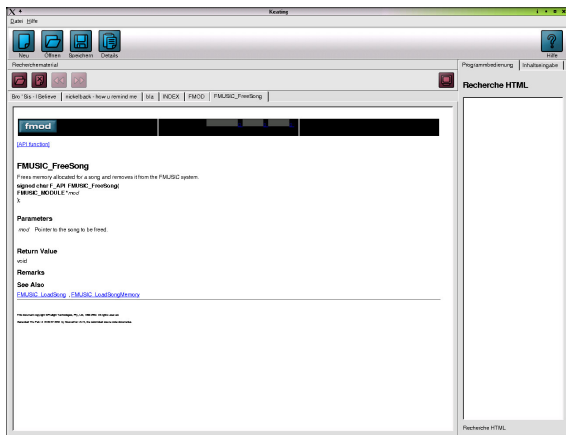 Keating
Datei Hilfe
Neu Öffnen Speichern Details Hilfe
Recherchematerial
Programmbedienung Inhaltseingabe
Bro`Sis - I Believe nickelback - how u remind me bla INDEX FMOD FMUSIC_FreeSong
Recherche HTML
fmod
[API function]
FMUSIC_FreeSong
Frees memory allocated for a song and removes it from the FMUSIC system.
signed char F_API FMUSIC_FreeSong(
FMUSIC_MODULE *mod
);
Parameters
mod Pointer to the song to be freed.
Return Value
void
Remarks
See Also
FMUSIC_LoadSong , FMUSIC_LoadSongMemory
Recherche HTML